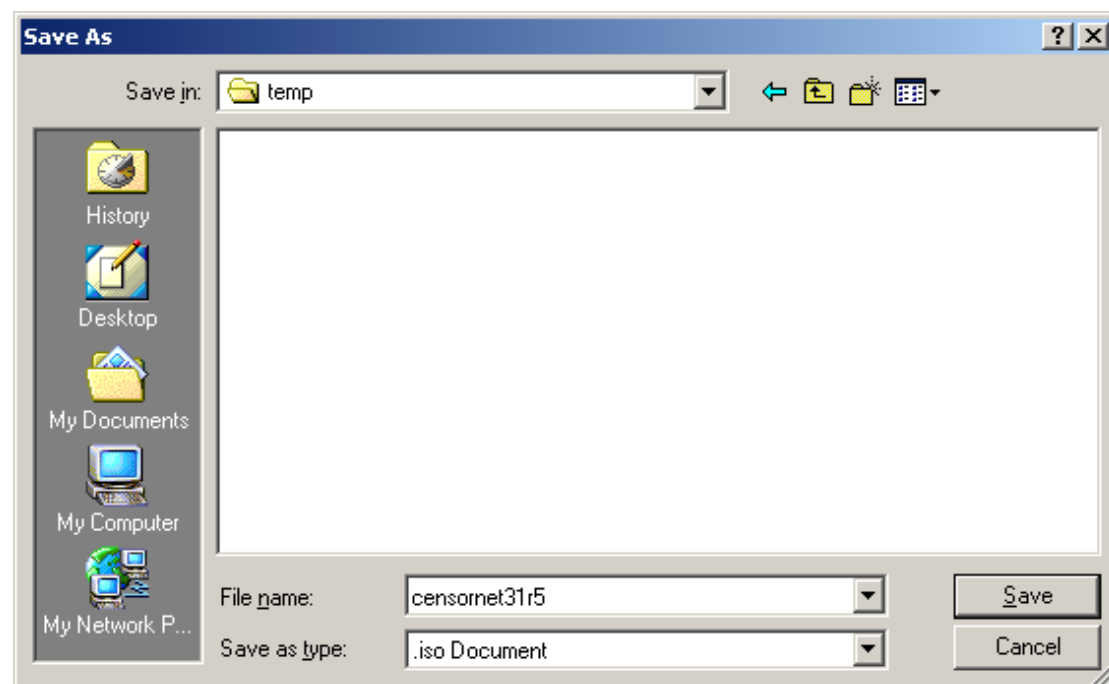 Save As
Save in: temp
History
Desktop
My Documents
My Computer
My Network P...
File name: censornet31r5 Save
Save as type: .iso Document Cancel